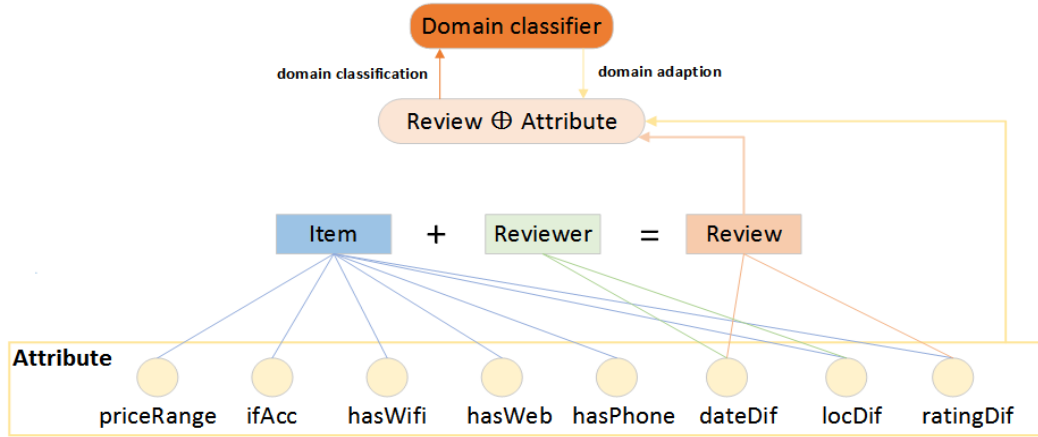 Domain classifier
domain classification
domain adaption
Review ⊕ Attribute
Item + Reviewer = Review
Attribute
priceRange ifAcc hasWifi hasWeb hasPhone dateDif locDif ratingDif